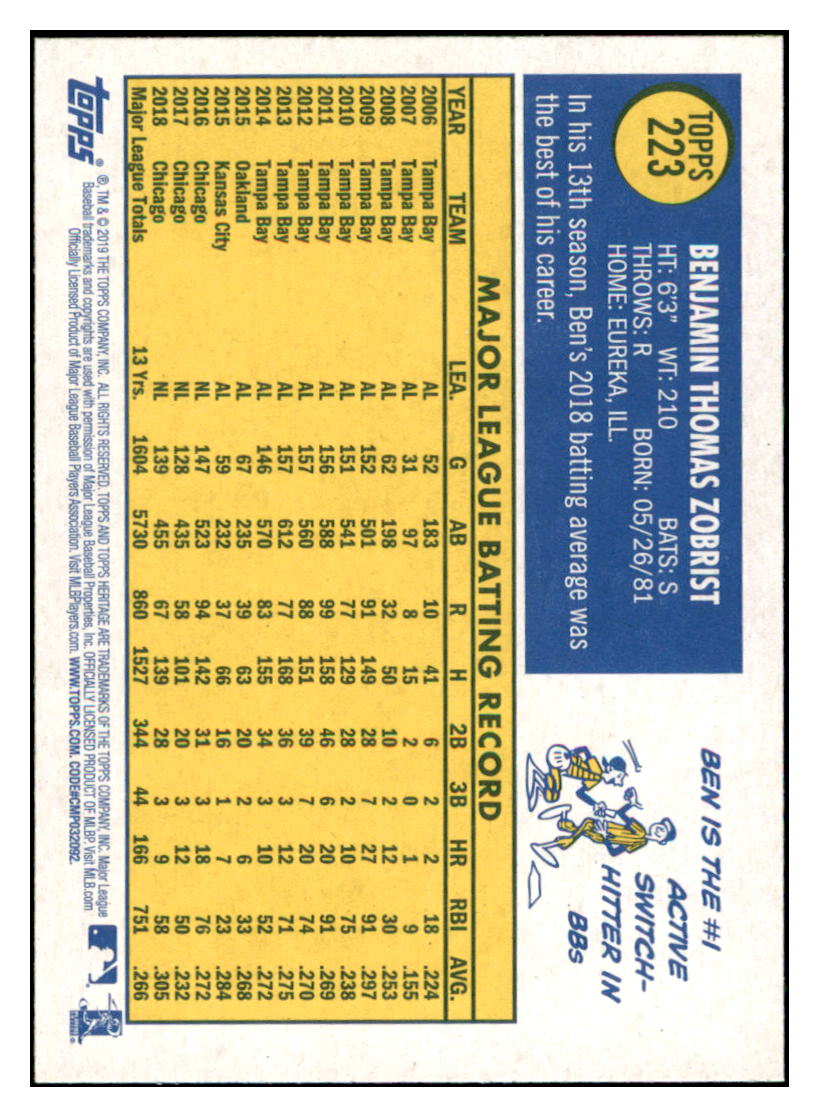 TOPPS
223
BENJAMIN THOMAS ZOBRIST
HT: 6'3" WT: 210 BATS: S
THROWS: R BORN: 05/26/81
HOME: EUREKA, ILL.
In his 13th season, Ben's 2018 batting average was
the best of his career.
BEN IS THE #1
ACTIVE
SWITCH-
HITTER IN
BBs
MAJOR LEAGUE BATTING RECORD
YEAR TEAM LEA. G AB R H 2B 3B HR RBI AVG.
2006 Tampa Bay AL 52 183 10 41 6 2 2 18 .224
2007 Tampa Bay AL 31 97 8 15 2 0 1 9 .155
2008 Tampa Bay AL 62 198 32 50 10 2 12 30 .253
2009 Tampa Bay AL 152 501 91 149 28 7 27 91 .297
2010 Tampa Bay AL 151 541 77 129 28 2 10 75 .238
2011 Tampa Bay AL 156 588 99 158 46 6 20 91 .269
2012 Tampa Bay AL 157 560 88 151 39 7 20 74 .270
2013 Tampa Bay AL 157 612 77 168 36 3 12 71 .275
2014 Tampa Bay AL 146 570 83 155 34 3 10 52 .272
2015 Oakland AL 67 235 39 63 20 2 6 33 .268
2015 Kansas City AL 59 232 37 66 16 1 7 23 .284
2016 Chicago NL 147 523 94 142 31 3 18 76 .272
2017 Chicago NL 128 435 58 101 20 3 12 50 .232
2018 Chicago NL 139 455 67 139 28 3 9 58 .305
Major League Totals 13 Yrs. 1604 5730 860 1527 344 44 166 751 .266
topps®
®, TM & © 2019 THE TOPPS COMPANY, INC. ALL RIGHTS RESERVED. TOPPS AND TOPPS HERITAGE ARE TRADEMARKS OF THE TOPPS COMPANY, INC. Major League
Baseball trademarks and copyrights are used with permission of Major League Baseball Properties, Inc. OFFICIALLY LICENSED PRODUCT OF MLBP. Visit MLB.com
Officially Licensed Product of Major League Baseball Players Association. Visit MLBPlayers.com. WWW.TOPPS.COM. CODE#CMP032092.